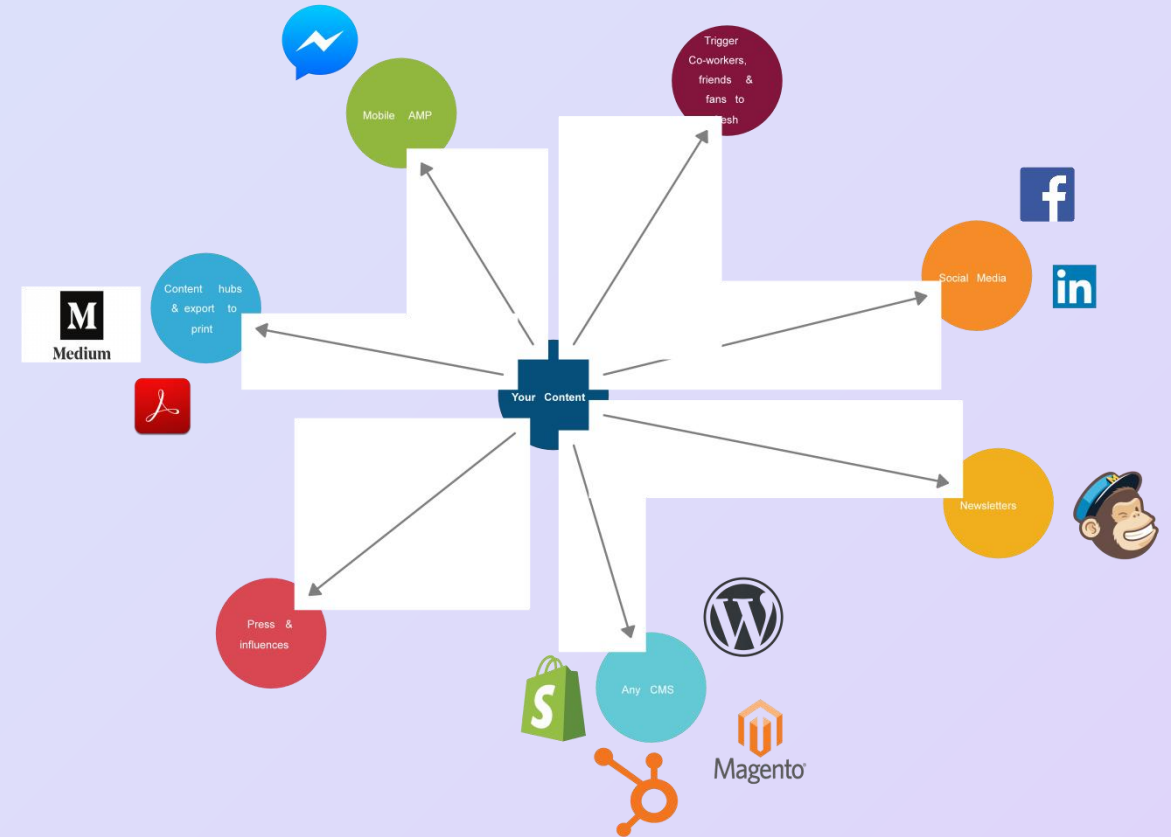 Trigger
Co-workers,
friends & 
fans to
Mobile AMP
Social Media
Content hubs
& export to
print
M
Medium
f
in
Your Content
Newsletters
Press &
influences
Any CMS
W
S
Magento